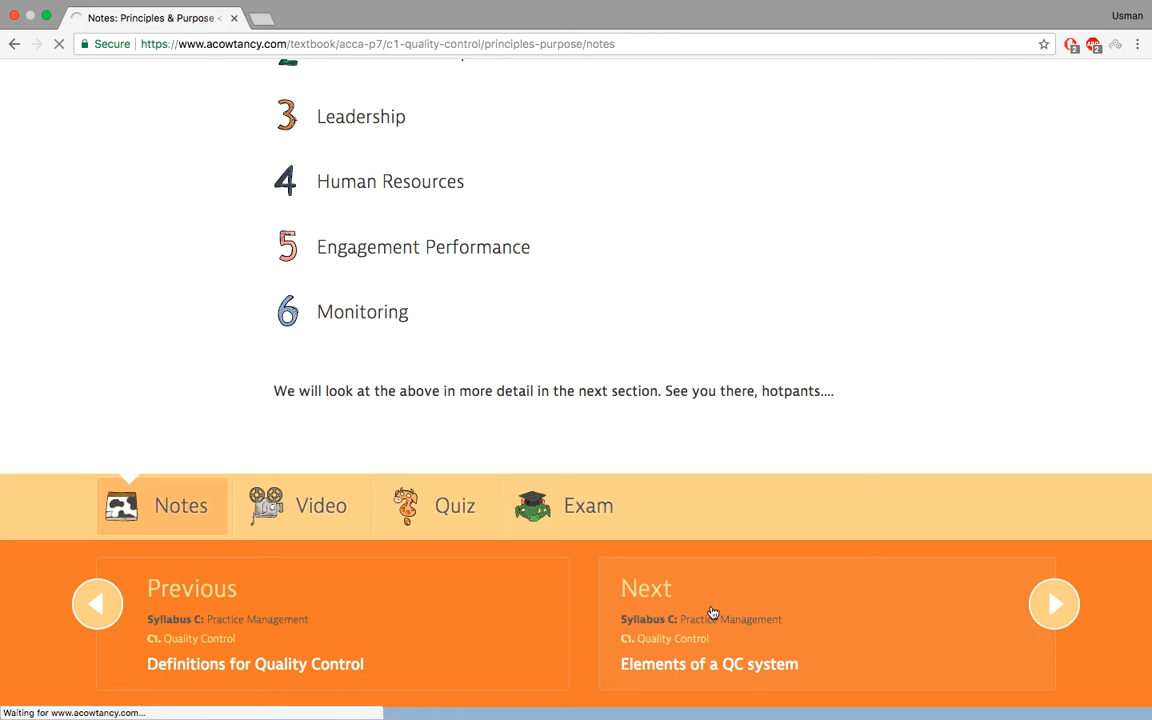 Notes: Principles & Purpose <
Usman
Secure https://www.acowtancy.com/textbook/acca-p7/c1-quality-control/principles-purpose/notes
2 2
3 Leadership
4 Human Resources
5 Engagement Performance
6 Monitoring
We will look at the above in more detail in the next section. See you there, hotpants....
Notes Video Quiz Exam
Previous
Syllabus C: Practice Management
C1. Quality Control
Definitions for Quality Control
Next
Syllabus C: Practice Management
C1. Quality Control
Elements of a QC system
Waiting for www.acowtancy.com...